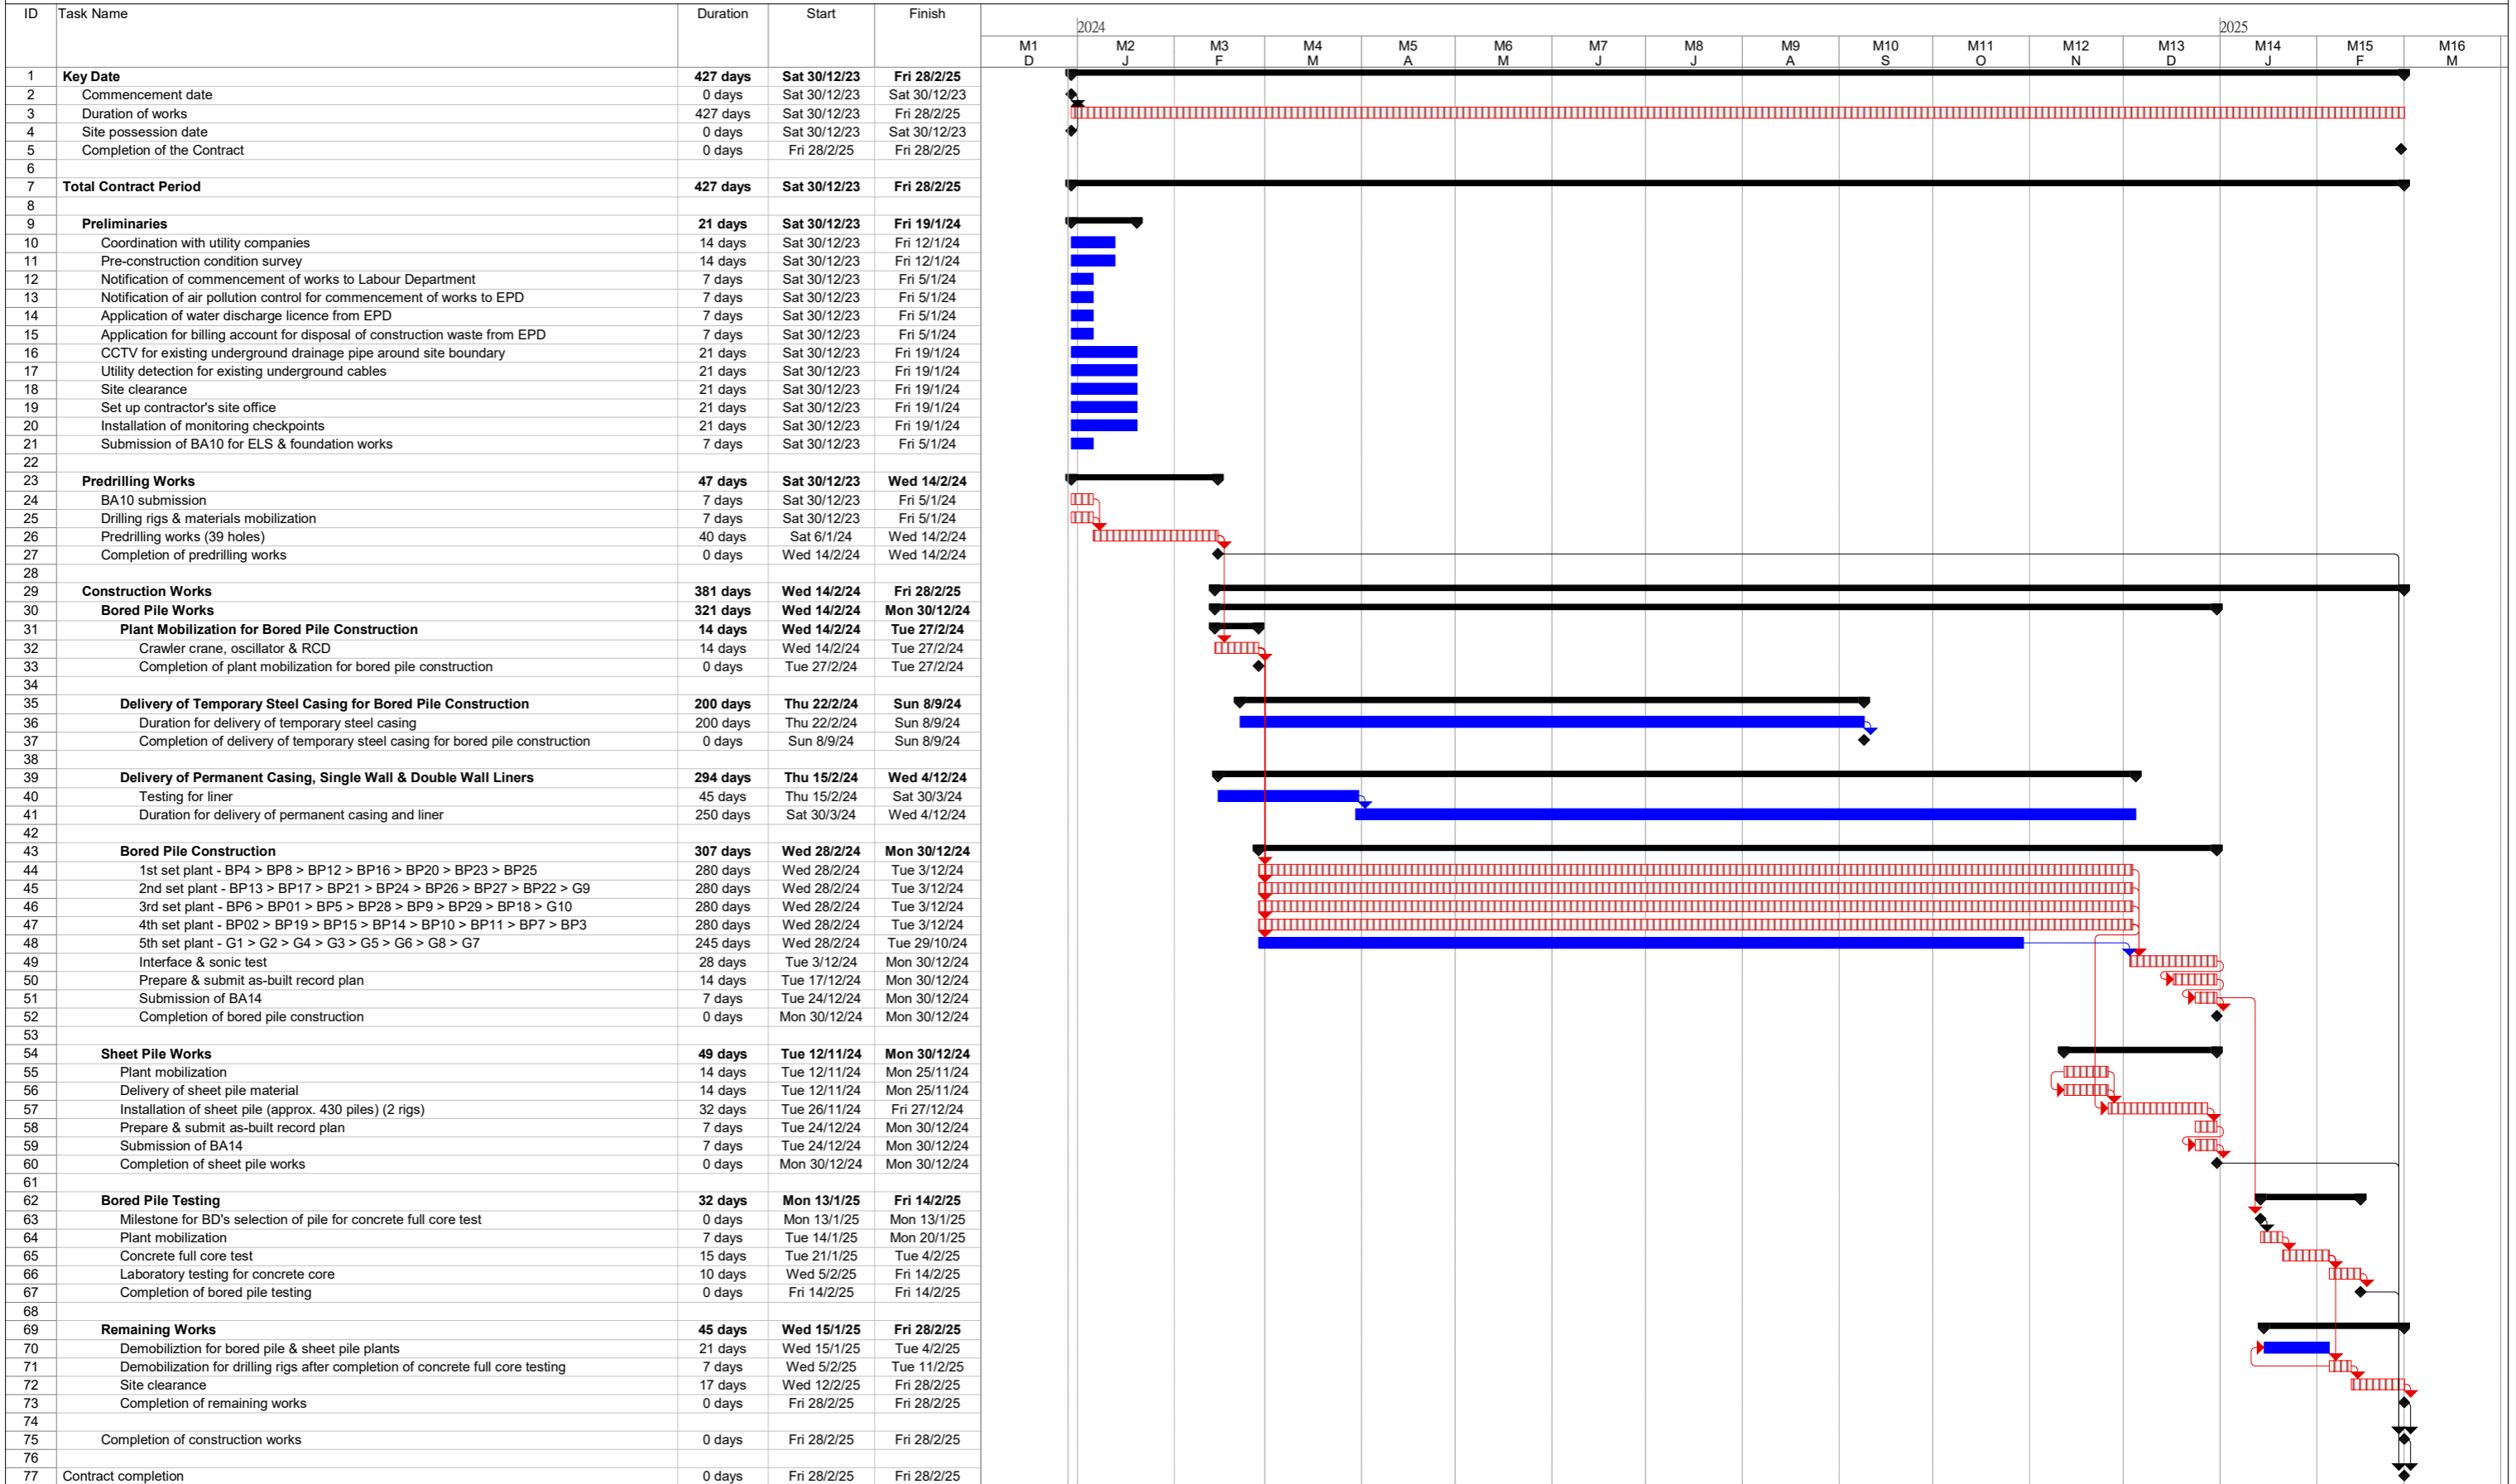 ID Task Name Duration Start Finish
2024 2025
M1 M2 M3 M4 M5 M6 M7 M8 M9 M10 M11 M12 M13 M14 M15 M16
D J F M A M J J A S O N D J F M
1 Key Date 427 days Sat 30/12/23 Fri 28/2/25
2 Commencement date 0 days Sat 30/12/23 Sat 30/12/23
3 Duration of works 427 days Sat 30/12/23 Fri 28/2/25
4 Site possession date 0 days Sat 30/12/23 Sat 30/12/23
5 Completion of the Contract 0 days Fri 28/2/25 Fri 28/2/25
6
7 Total Contract Period 427 days Sat 30/12/23 Fri 28/2/25
8
9 Preliminaries 21 days Sat 30/12/23 Fri 19/1/24
10 Coordination with utility companies 14 days Sat 30/12/23 Fri 12/1/24
11 Pre-construction condition survey 14 days Sat 30/12/23 Fri 12/1/24
12 Notification of commencement of works to Labour Department 7 days Sat 30/12/23 Fri 5/1/24
13 Notification of air pollution control for commencement of works to EPD 7 days Sat 30/12/23 Fri 5/1/24
14 Application of water discharge licence from EPD 7 days Sat 30/12/23 Fri 5/1/24
15 Application for billing account for disposal of construction waste from EPD 7 days Sat 30/12/23 Fri 5/1/24
16 CCTV for existing underground drainage pipe around site boundary 21 days Sat 30/12/23 Fri 19/1/24
17 Utility detection for existing underground cables 21 days Sat 30/12/23 Fri 19/1/24
18 Site clearance 21 days Sat 30/12/23 Fri 19/1/24
19 Set up contractor's site office 21 days Sat 30/12/23 Fri 19/1/24
20 Installation of monitoring checkpoints 21 days Sat 30/12/23 Fri 19/1/24
21 Submission of BA10 for ELS & foundation works 7 days Sat 30/12/23 Fri 5/1/24
22
23 Predrilling Works 47 days Sat 30/12/23 Wed 14/2/24
24 BA10 submission 7 days Sat 30/12/23 Fri 5/1/24
25 Drilling rigs & materials mobilization 7 days Sat 30/12/23 Fri 5/1/24
26 Predrilling works (39 holes) 40 days Sat 6/1/24 Wed 14/2/24
27 Completion of predrilling works 0 days Wed 14/2/24 Wed 14/2/24
28
29 Construction Works 381 days Wed 14/2/24 Fri 28/2/25
30 Bored Pile Works 321 days Wed 14/2/24 Mon 30/12/24
31 Plant Mobilization for Bored Pile Construction 14 days Wed 14/2/24 Tue 27/2/24
32 Crawler crane, oscillator & RCD 14 days Wed 14/2/24 Tue 27/2/24
33 Completion of plant mobilization for bored pile construction 0 days Tue 27/2/24 Tue 27/2/24
34
35 Delivery of Temporary Steel Casing for Bored Pile Construction 200 days Thu 22/2/24 Sun 8/9/24
36 Duration for delivery of temporary steel casing 200 days Thu 22/2/24 Sun 8/9/24
37 Completion of delivery of temporary steel casing for bored pile construction 0 days Sun 8/9/24 Sun 8/9/24
38
39 Delivery of Permanent Casing, Single Wall & Double Wall Liners 294 days Thu 15/2/24 Wed 4/12/24
40 Testing for liner 45 days Thu 15/2/24 Sat 30/3/24
41 Duration for delivery of permanent casing and liner 250 days Sat 30/3/24 Wed 4/12/24
42
43 Bored Pile Construction 307 days Wed 28/2/24 Mon 30/12/24
44 1st set plant - BP4 > BP8 > BP12 > BP16 > BP20 > BP23 > BP25 280 days Wed 28/2/24 Tue 3/12/24
45 2nd set plant - BP13 > BP17 > BP21 > BP24 > BP26 > BP27 > BP22 > G9 280 days Wed 28/2/24 Tue 3/12/24
46 3rd set plant - BP6 > BP01 > BP5 > BP28 > BP9 > BP29 > BP18 > G10 280 days Wed 28/2/24 Tue 3/12/24
47 4th set plant - BP02 > BP19 > BP15 > BP14 > BP10 > BP11 > BP7 > BP3 280 days Wed 28/2/24 Tue 3/12/24
48 5th set plant - G1 > G2 > G4 > G3 > G5 > G6 > G8 > G7 245 days Wed 28/2/24 Tue 29/10/24
49 Interface & sonic test 28 days Tue 3/12/24 Mon 30/12/24
50 Prepare & submit as-built record plan 14 days Tue 17/12/24 Mon 30/12/24
51 Submission of BA14 7 days Tue 24/12/24 Mon 30/12/24
52 Completion of bored pile construction 0 days Mon 30/12/24 Mon 30/12/24
53
54 Sheet Pile Works 49 days Tue 12/11/24 Mon 30/12/24
55 Plant mobilization 14 days Tue 12/11/24 Mon 25/11/24
56 Delivery of sheet pile material 14 days Tue 12/11/24 Mon 25/11/24
57 Installation of sheet pile (approx. 430 piles) (2 rigs) 32 days Tue 26/11/24 Fri 27/12/24
58 Prepare & submit as-built record plan 7 days Tue 24/12/24 Mon 30/12/24
59 Submission of BA14 7 days Tue 24/12/24 Mon 30/12/24
60 Completion of sheet pile works 0 days Mon 30/12/24 Mon 30/12/24
61
62 Bored Pile Testing 32 days Mon 13/1/25 Fri 14/2/25
63 Milestone for BD's selection of pile for concrete full core test 0 days Mon 13/1/25 Mon 13/1/25
64 Plant mobilization 7 days Tue 14/1/25 Mon 20/1/25
65 Concrete full core test 15 days Tue 21/1/25 Tue 4/2/25
66 Laboratory testing for concrete core 10 days Wed 5/2/25 Fri 14/2/25
67 Completion of bored pile testing 0 days Fri 14/2/25 Fri 14/2/25
68
69 Remaining Works 45 days Wed 15/1/25 Fri 28/2/25
70 Demobiliztion for bored pile & sheet pile plants 21 days Wed 15/1/25 Tue 4/2/25
71 Demobilization for drilling rigs after completion of concrete full core testing 7 days Wed 5/2/25 Tue 11/2/25
72 Site clearance 17 days Wed 12/2/25 Fri 28/2/25
73 Completion of remaining works 0 days Fri 28/2/25 Fri 28/2/25
74
75 Completion of construction works 0 days Fri 28/2/25 Fri 28/2/25
76
77 Contract completion 0 days Fri 28/2/25 Fri 28/2/25